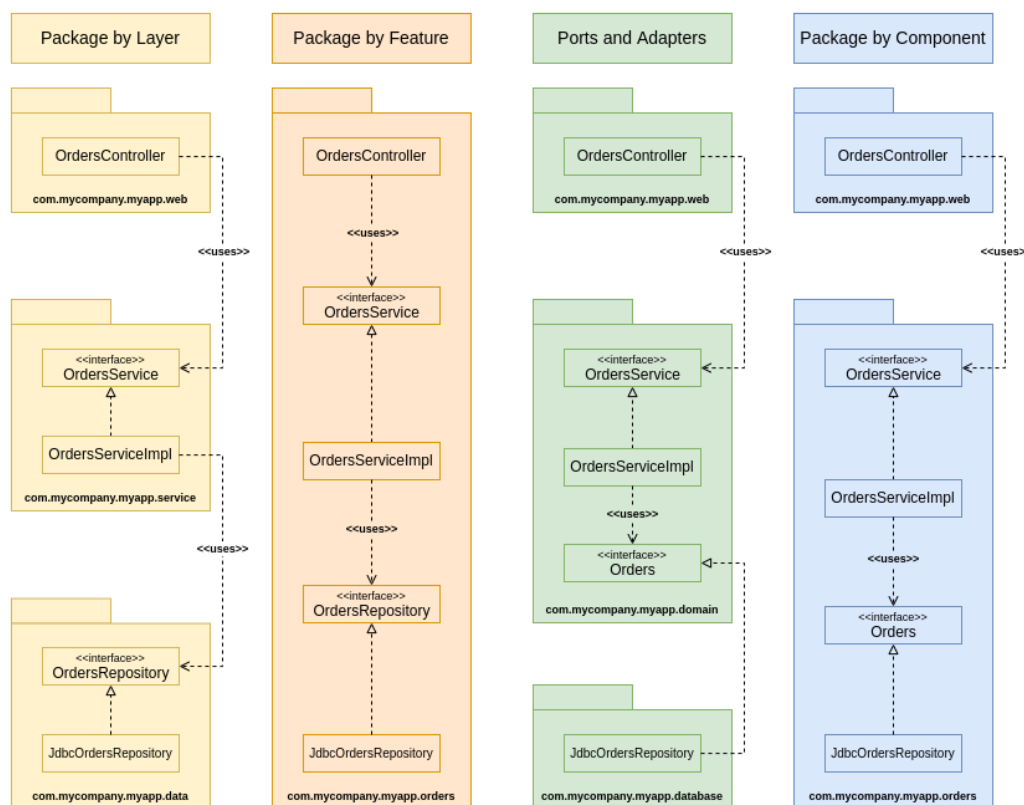 Package by Layer
OrdersController
com.mycompany.myapp.web
<<uses>>
<<interface>>
OrdersService
OrdersServiceImpl
com.mycompany.myapp.service
<<uses>>
<<interface>>
OrdersRepository
JdbcOrdersRepository
com.mycompany.myapp.data
Package by Feature
OrdersController
<<uses>>
<<interface>>
OrdersService
OrdersServiceImpl
<<uses>>
<<interface>>
OrdersRepository
JdbcOrdersRepository
com.mycompany.myapp.orders
Ports and Adapters
OrdersController
com.mycompany.myapp.web
<<uses>>
<<interface>>
OrdersService
OrdersServiceImpl
<<uses>>
<<interface>>
Orders
com.mycompany.myapp.domain
JdbcOrdersRepository
com.mycompany.myapp.database
Package by Component
OrdersController
com.mycompany.myapp.web
<<uses>>
<<interface>>
OrdersService
OrdersServiceImpl
<<uses>>
<<interface>>
Orders
JdbcOrdersRepository
com.mycompany.myapp.orders